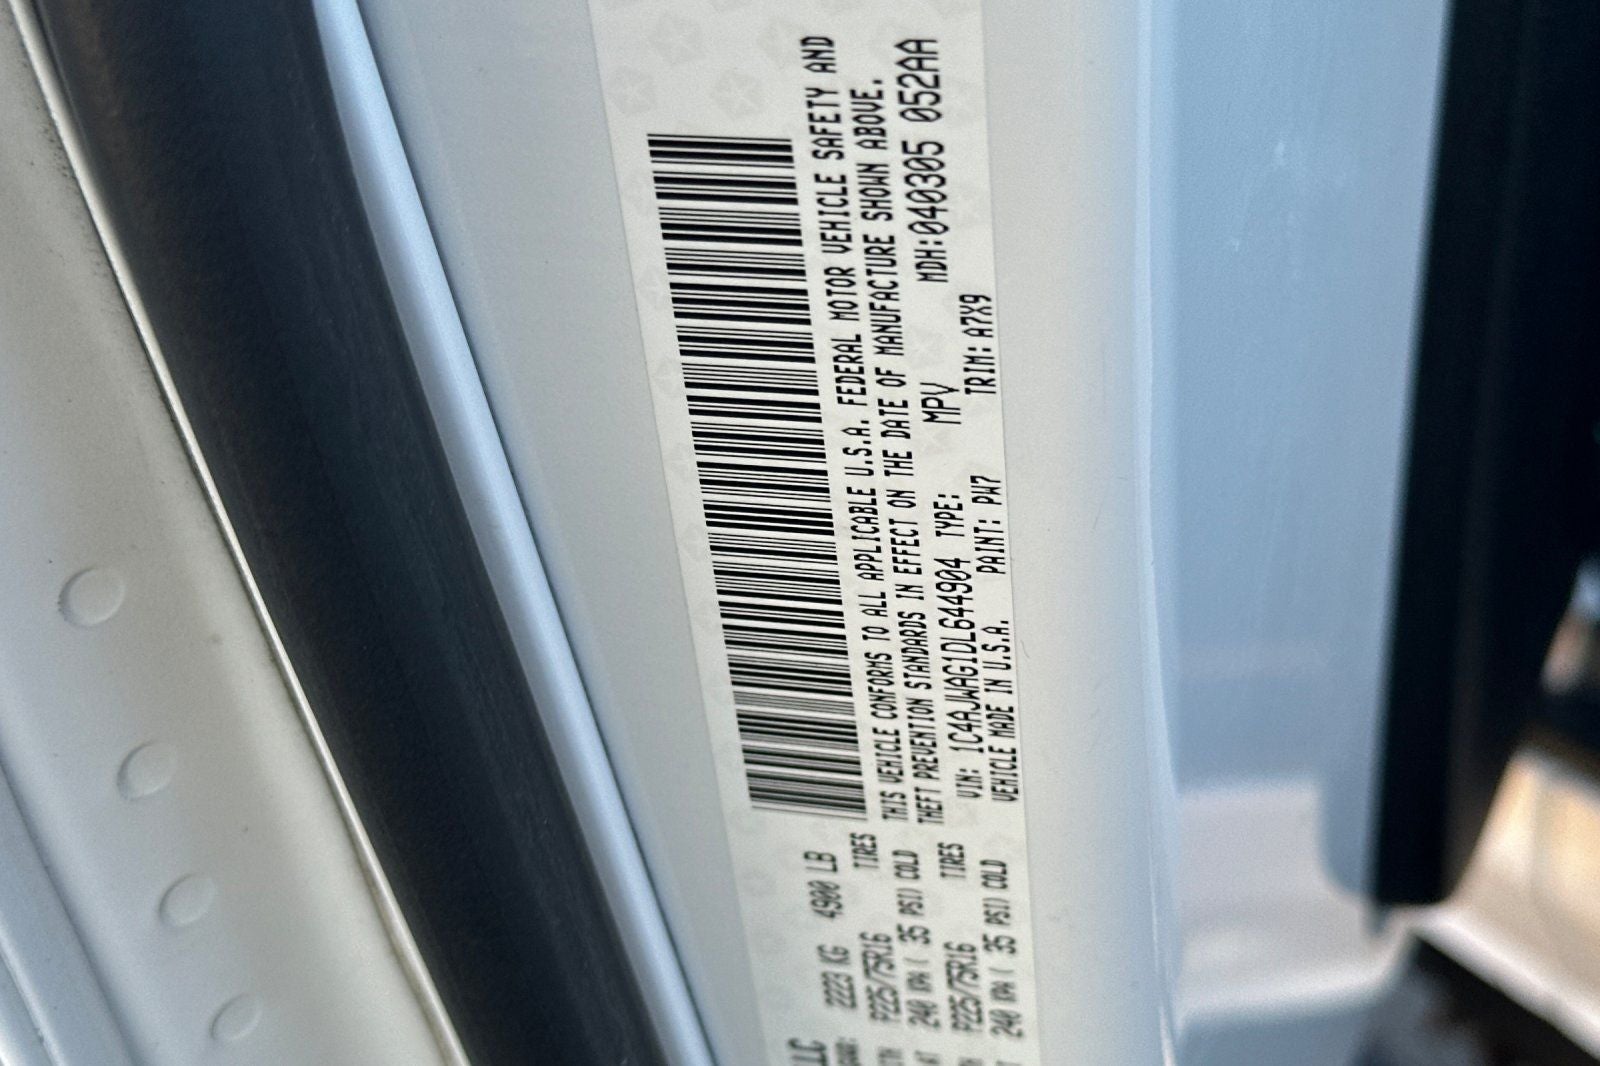 LLC
2223 KG 4900 LB
P225/75R16 TIRES
240 KPA ( 35 PSI) COLD
P225/75R16 TIRES
240 KPA ( 35 PSI) COLD
THIS VEHICLE CONFORMS TO ALL APPLICABLE U.S.A. FEDERAL MOTOR VEHICLE SAFETY AND
THEFT PREVENTION STANDARDS IN EFFECT ON THE DATE OF MANUFACTURE SHOWN ABOVE.
VIN: 1C4AJWAG1DL644904 TYPE: MPV MDH:040305 052AA
VEHICLE MADE IN U.S.A. PAINT: PW7 TRIM: A7X9